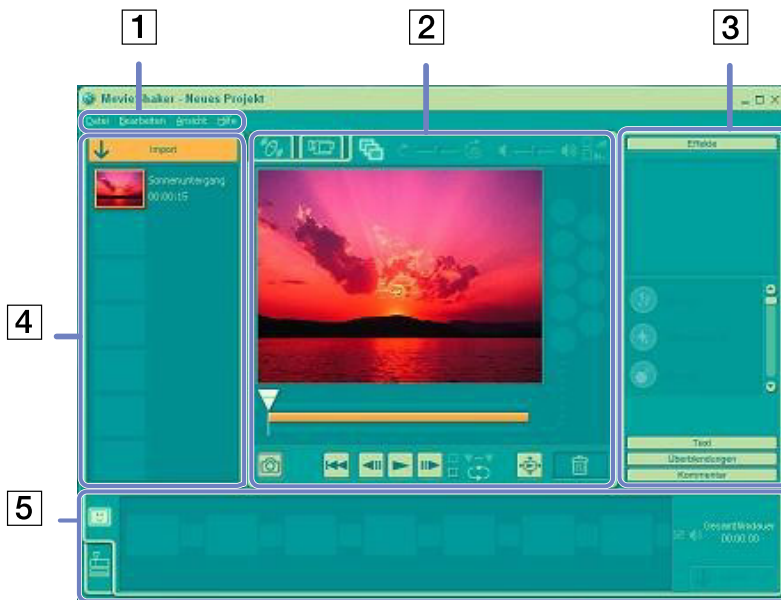 1
2
3
MovieShaker - Neues Projekt
Datei Bearbeiten Ansicht Hilfe
Import
Effekte
Sonnenuntergang
00:00:15
4
Text
Überblendungen
Kommentar
5
Gesamtfilmdauer
00:00:00